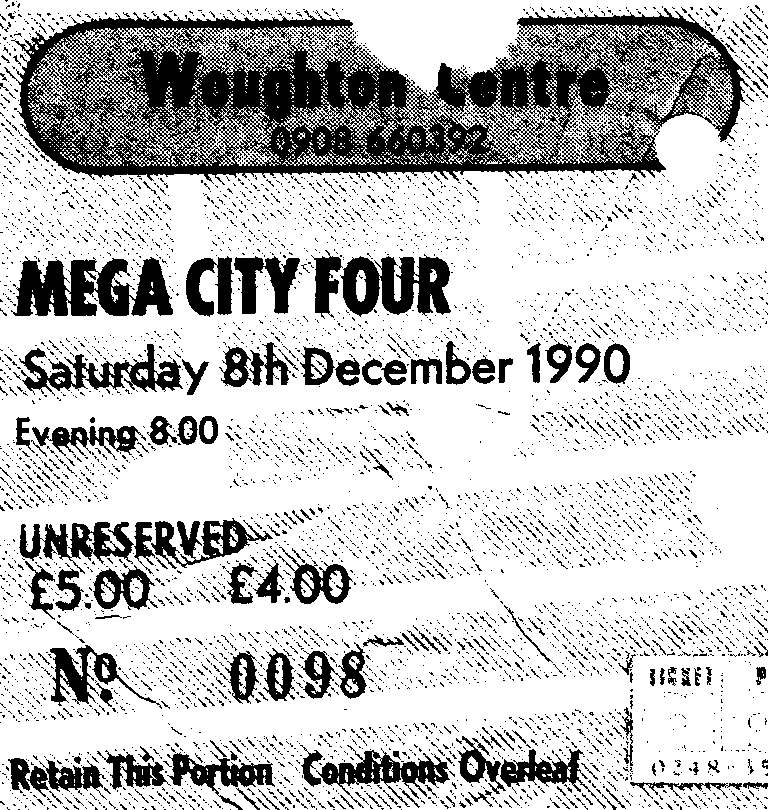 Woughton Centre
0908 660392
MEGA CITY FOUR
Saturday 8th December 1990
Evening 8.00
UNRESERVED
£5.00 £4.00
Nº 0098
TICKET P
Retain This Portion Conditions Overleaf